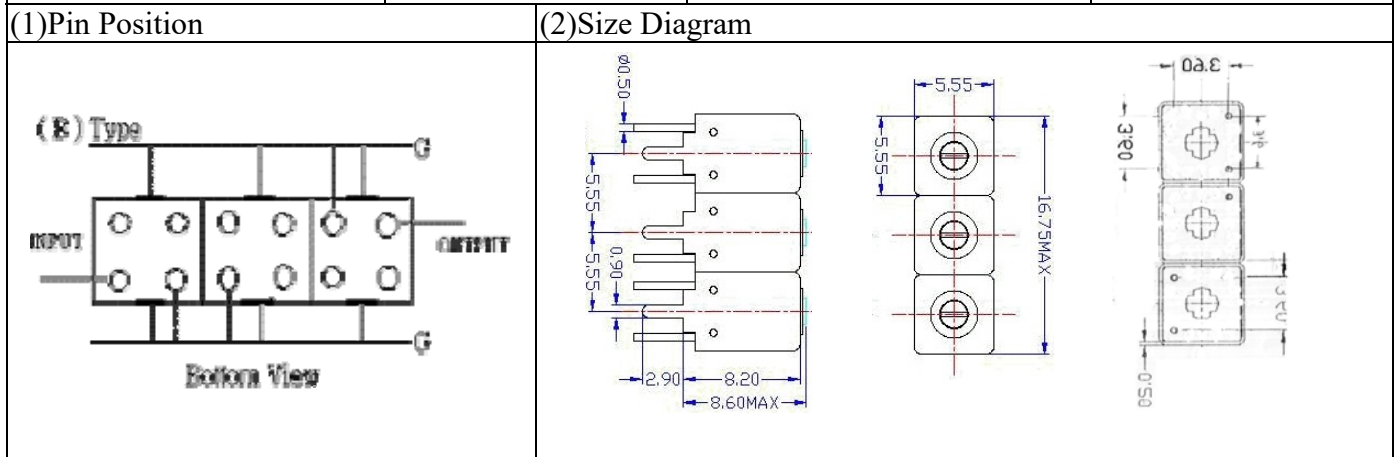 (1)Pin Position
(2)Size Diagram
(B) Type
G
INPUT
OUTPUT
G
Bottom View
ø0.50
5.55
0.90
5.55
2.90
8.20
8.60MAX
5.55
5.55
16.75MAX
3.60
3.60
3.60
0.50